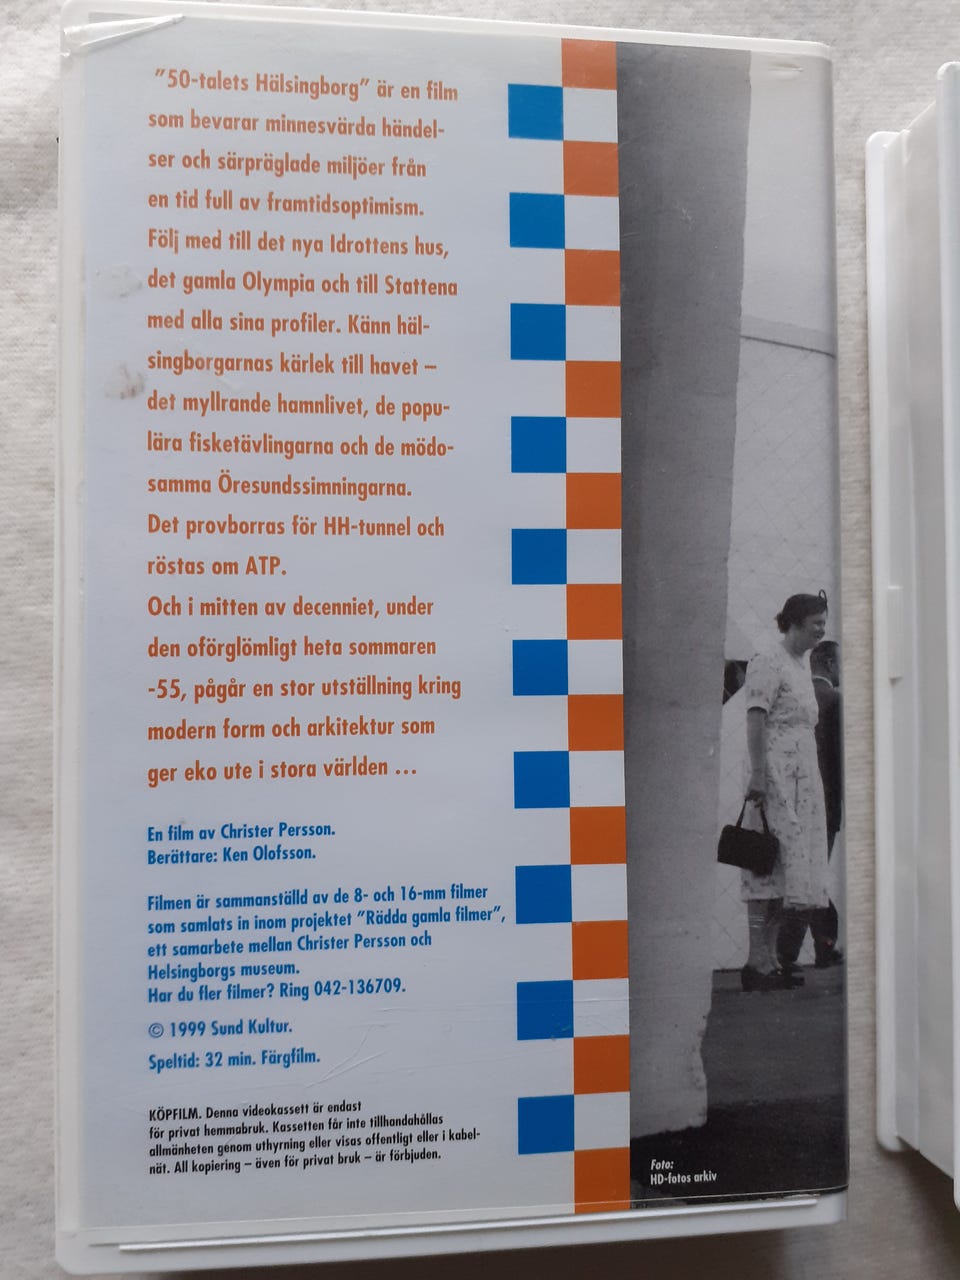 "50-talets Hälsingborg" är en film
som bevarar minnesvärda händel-
ser och särpräglade miljöer från
en tid full av framtidsoptimism.
Följ med till det nya Idrottens hus,
det gamla Olympia och till Stattena
med alla sina profiler. Känn häl-
singborgarnas kärlek till havet –
det myllrande hamnlivet, de popu-
lära fisketävlingarna och de mödo-
samma Öresundssimningarna.
Det provborras för HH-tunnel och
röstas om ATP.
Och i mitten av decenniet, under
den oförglömligt heta sommaren
-55, pågår en stor utställning kring
modern form och arkitektur som
ger eko ute i stora världen ...
En film av Christer Persson.
Berättare: Ken Olofsson.
Filmen är sammanställd av de 8- och 16-mm filmer
som samlats in inom projektet "Rädda gamla filmer",
ett samarbete mellan Christer Persson och
Helsingborgs museum.
Har du fler filmer? Ring 042-136709.
© 1999 Sund Kultur.
Speltid: 32 min. Färgfilm.
KÖPFILM. Denna videokassett är endast
för privat hemmabruk. Kassetten får inte tillhandahållas
allmänheten genom uthyrning eller visas offentligt eller i kabel-
nät. All kopiering – även för privat bruk – är förbjuden.
Foto:
HD-fotos arkiv